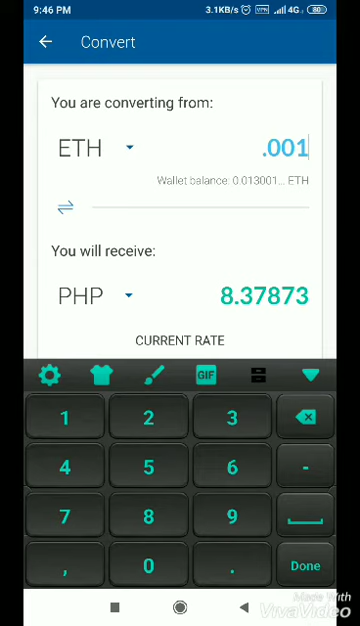 9:46 PM 3.1KB/s VPN 4G 80
Convert
You are converting from:
ETH .001
Wallet balance: 0.013001... ETH
You will receive:
PHP 8.37873
CURRENT RATE
GIF
1 2 3
4 5 6 -
7 8 9
, 0 . Done
Made With
VivaVideo